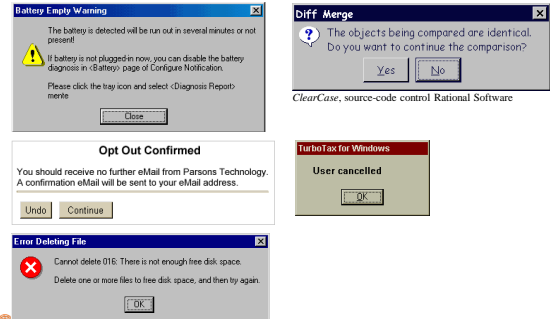 Battery Empty Warning
The battery is detected will be run out in several minutes or not
present!
If battery is not plugged-in now, you can disable the battery
diagnosis in <Battery> page of Configure Notification.
Please click the tray icon and select <Diagnosis Report>
mente
Close
Diff Merge
The objects being compared are identical.
Do you want to continue the comparison?
Yes No
ClearCase, source-code control Rational Software
Opt Out Confirmed
You should receive no further eMail from Parsons Technology.
A confirmation eMail will be sent to your eMail address.
Undo Continue
TurboTax for Windows
User cancelled
OK
Error Deleting File
Cannot delete 016: There is not enough free disk space.
Delete one or more files to free disk space, and then try again.
OK